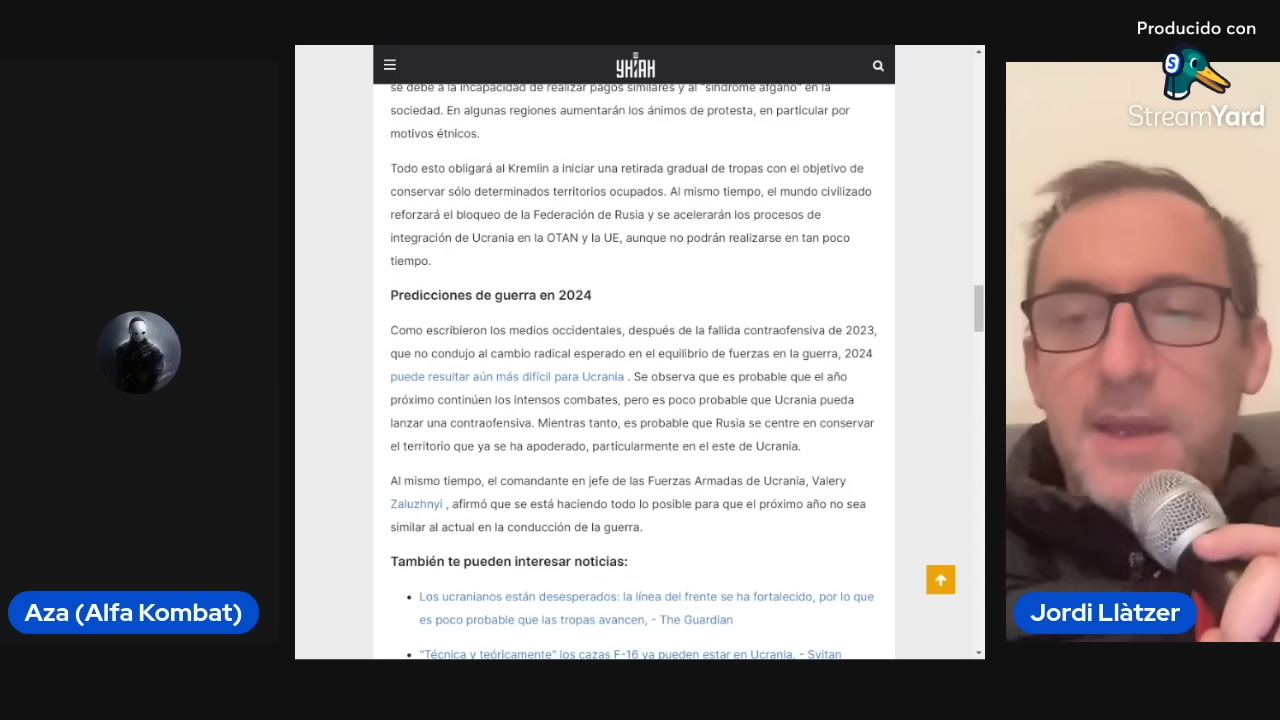 Producido con
StreamYard
УНІАН
se debe a la incapacidad de realizar pagos similares y al "síndrome afgano" en la
sociedad. En algunas regiones aumentarán los ánimos de protesta, en particular por
motivos étnicos.
Todo esto obligará al Kremlin a iniciar una retirada gradual de tropas con el objetivo de
conservar sólo determinados territorios ocupados. Al mismo tiempo, el mundo civilizado
reforzará el bloqueo de la Federación de Rusia y se acelerarán los procesos de
integración de Ucrania en la OTAN y la UE, aunque no podrán realizarse en tan poco
tiempo.
Predicciones de guerra en 2024
Como escribieron los medios occidentales, después de la fallida contraofensiva de 2023,
que no condujo al cambio radical esperado en el equilibrio de fuerzas en la guerra, 2024
puede resultar aún más difícil para Ucrania . Se observa que es probable que el año
próximo continúen los intensos combates, pero es poco probable que Ucrania pueda
lanzar una contraofensiva. Mientras tanto, es probable que Rusia se centre en conservar
el territorio que ya se ha apoderado, particularmente en el este de Ucrania.
Al mismo tiempo, el comandante en jefe de las Fuerzas Armadas de Ucrania, Valery
Zaluzhnyi , afirmó que se está haciendo todo lo posible para que el próximo año no sea
similar al actual en la conducción de la guerra.
También te pueden interesar noticias:
Los ucranianos están desesperados: la línea del frente se ha fortalecido, por lo que
es poco probable que las tropas avancen, - The Guardian
"Técnica y teóricamente" los cazas F-16 ya pueden estar en Ucrania, - Svitan
Aza (Alfa Kombat)
Jordi Llàtzer